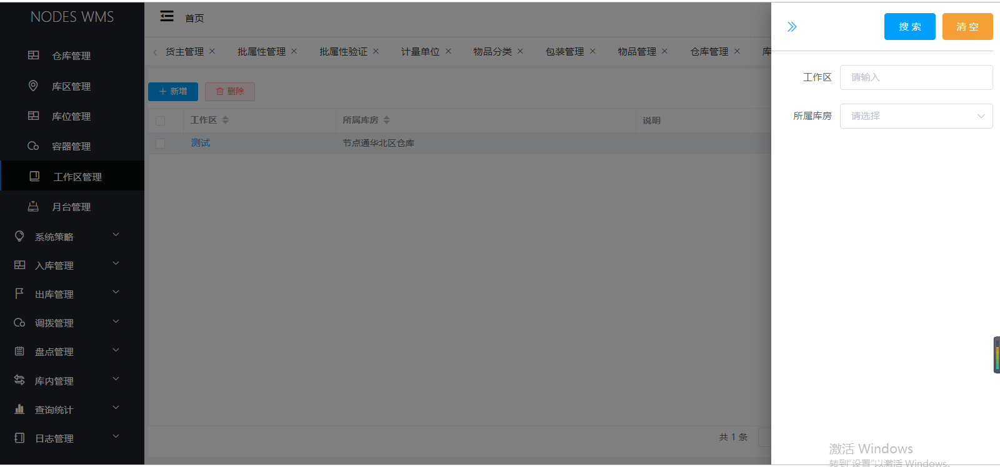 NODES WMS
仓库管理
库区管理
库位管理
容器管理
工作区管理
月台管理
系统策略
入库管理
出库管理
调拨管理
盘点管理
库内管理
查询统计
日志管理
首页
货主管理 批属性管理 批属性验证 计量单位 物品分类 包装管理 物品管理 仓库管理 库
新增 删除
工作区 所属库房 说明
测试 节点通华北区仓库
共 1 条
搜 索 清 空
工作区 请输入
所属库房 请选择
激活 Windows
转到"设置"以激活 Windows。